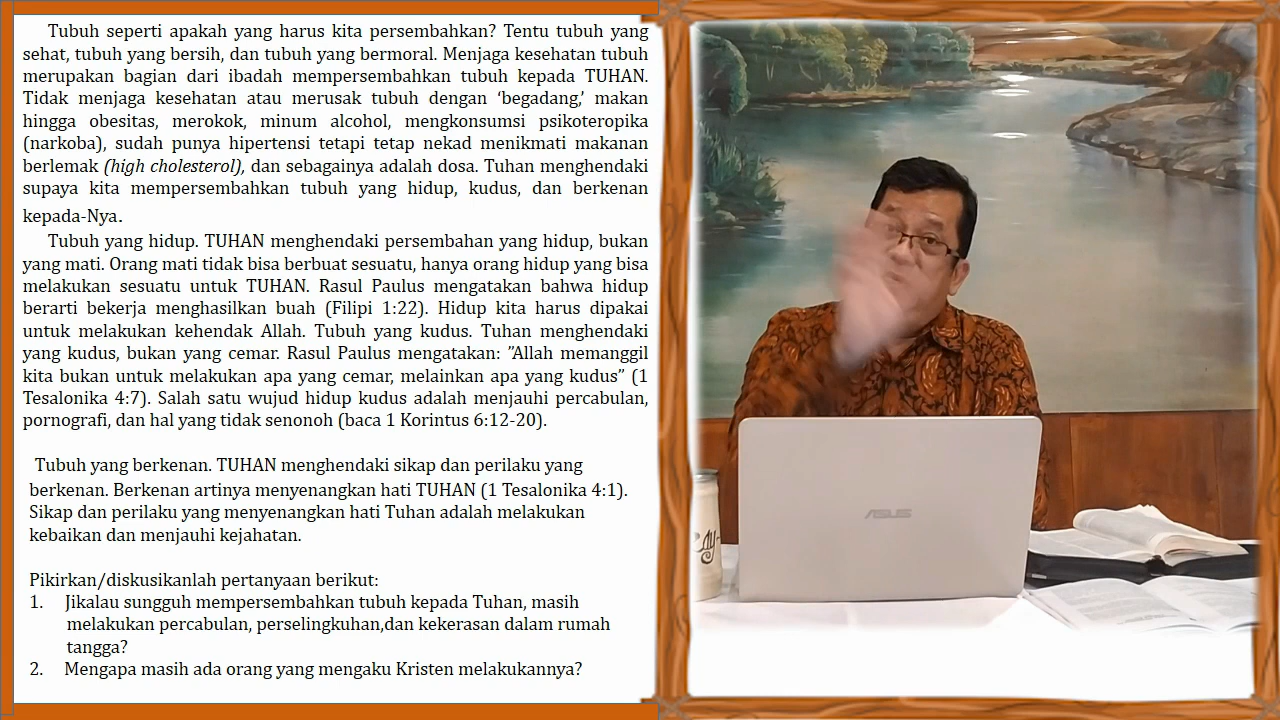 Tubuh seperti apakah yang harus kita persembahkan? Tentu tubuh yang
sehat, tubuh yang bersih, dan tubuh yang bermoral. Menjaga kesehatan tubuh
merupakan bagian dari ibadah mempersembahkan tubuh kepada TUHAN.
Tidak menjaga kesehatan atau merusak tubuh dengan ‘begadang,’ makan
hingga obesitas, merokok, minum alcohol, mengkonsumsi psikoteropika
(narkoba), sudah punya hipertensi tetapi tetap nekad menikmati makanan
berlemak (high cholesterol), dan sebagainya adalah dosa. Tuhan menghendaki
supaya kita mempersembahkan tubuh yang hidup, kudus, dan berkenan
kepada-Nya.
Tubuh yang hidup. TUHAN menghendaki persembahan yang hidup, bukan
yang mati. Orang mati tidak bisa berbuat sesuatu, hanya orang hidup yang bisa
melakukan sesuatu untuk TUHAN. Rasul Paulus mengatakan bahwa hidup
berarti bekerja menghasilkan buah (Filipi 1:22). Hidup kita harus dipakai
untuk melakukan kehendak Allah. Tubuh yang kudus. Tuhan menghendaki
yang kudus, bukan yang cemar. Rasul Paulus mengatakan: ”Allah memanggil
kita bukan untuk melakukan apa yang cemar, melainkan apa yang kudus” (1
Tesalonika 4:7). Salah satu wujud hidup kudus adalah menjauhi percabulan,
pornografi, dan hal yang tidak senonoh (baca 1 Korintus 6:12-20).
Tubuh yang berkenan. TUHAN menghendaki sikap dan perilaku yang
berkenan. Berkenan artinya menyenangkan hati TUHAN (1 Tesalonika 4:1).
Sikap dan perilaku yang menyenangkan hati Tuhan adalah melakukan
kebaikan dan menjauhi kejahatan.
Pikirkan/diskusikanlah pertanyaan berikut:
1. Jikalau sungguh mempersembahkan tubuh kepada Tuhan, masih
melakukan percabulan, perselingkuhan,dan kekerasan dalam rumah
tangga?
2. Mengapa masih ada orang yang mengaku Kristen melakukannya?
ASUS